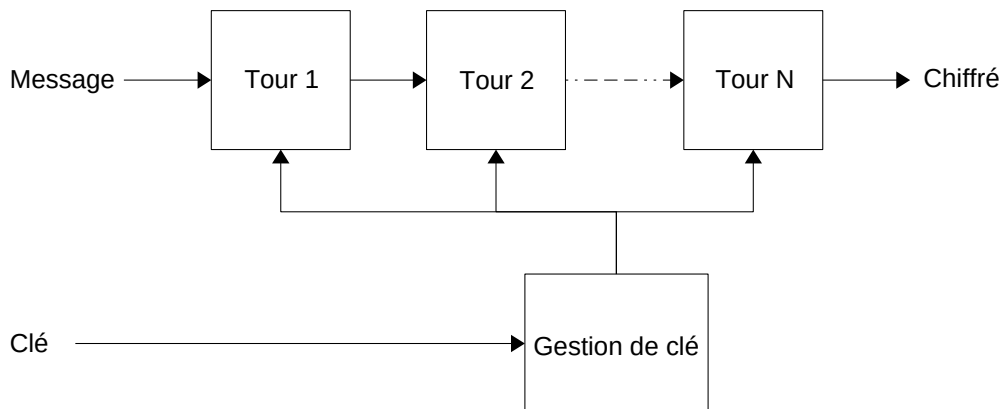 Message
Tour 1
Tour 2
Tour N
Chiffré
Clé
Gestion de clé